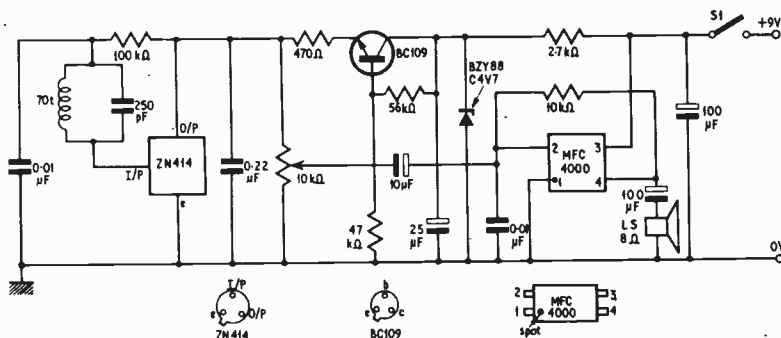 S1
+9V
100kΩ
470Ω
BC109
2·7kΩ
70t
250
pF
56kΩ
BZY88
C4V7
10kΩ
100
µF
O/P
ZN414
I/P
e
0·01
µF
0·22
µF
10kΩ
10µF
2
3
MFC
4000
1
4
47
kΩ
25
µF
0·01
µF
100
µF
LS
8Ω
0V
I/P
e
O/P
ZN414
b
e
c
BC109
2
3
MFC
4000
1
4
spot